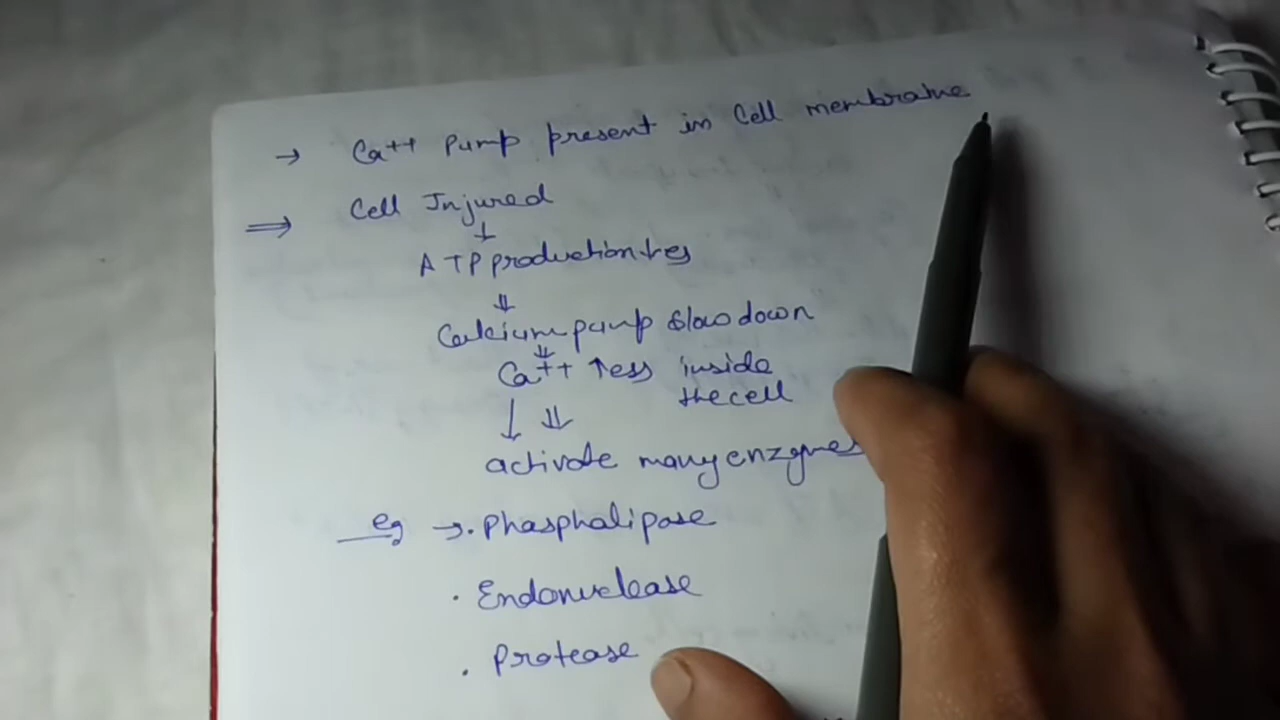 → Ca++ Pump present in Cell membrane
⇒ Cell Injured
↓
ATP production ↓es
⇓
Calcium pump slow down
⇓
Ca++ ↑ess inside
the cell
↓ ⇓
activate many enzymes
eg → . Phasphalipase
. Endonuclease
. Protease